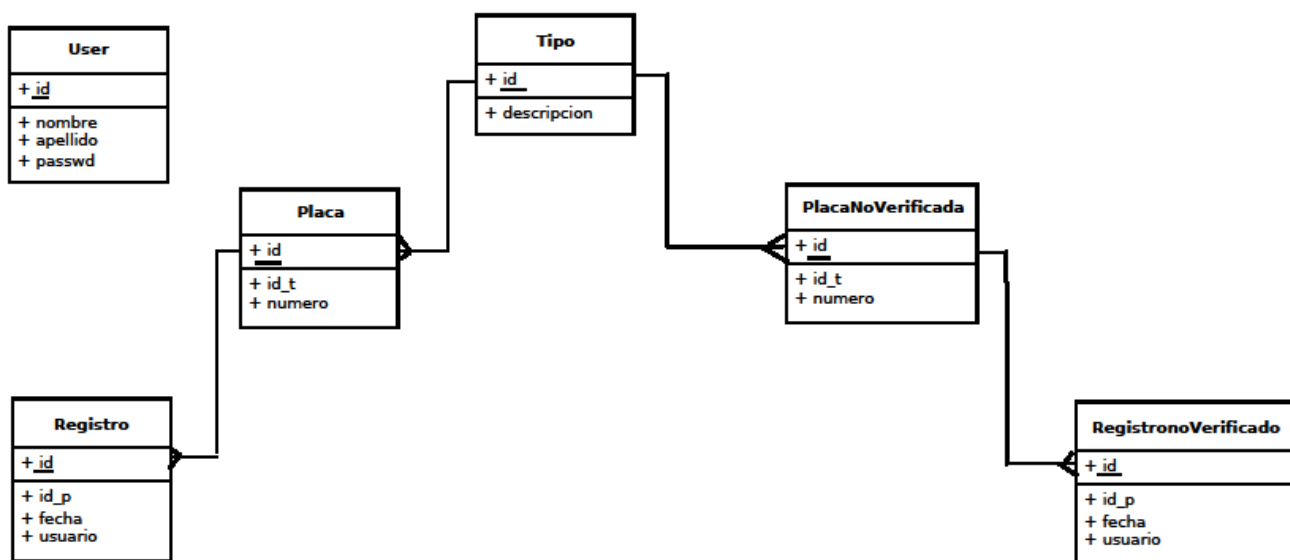 User
+ id
+ nombre
+ apellido
+ passwd
Tipo
+ id
+ descripcion
Placa
+ id
+ id_t
+ numero
PlacaNoVerificada
+ id
+ id_t
+ numero
Registro
+ id
+ id_p
+ fecha
+ usuario
RegistronoVerificado
+ id
+ id_p
+ fecha
+ usuario